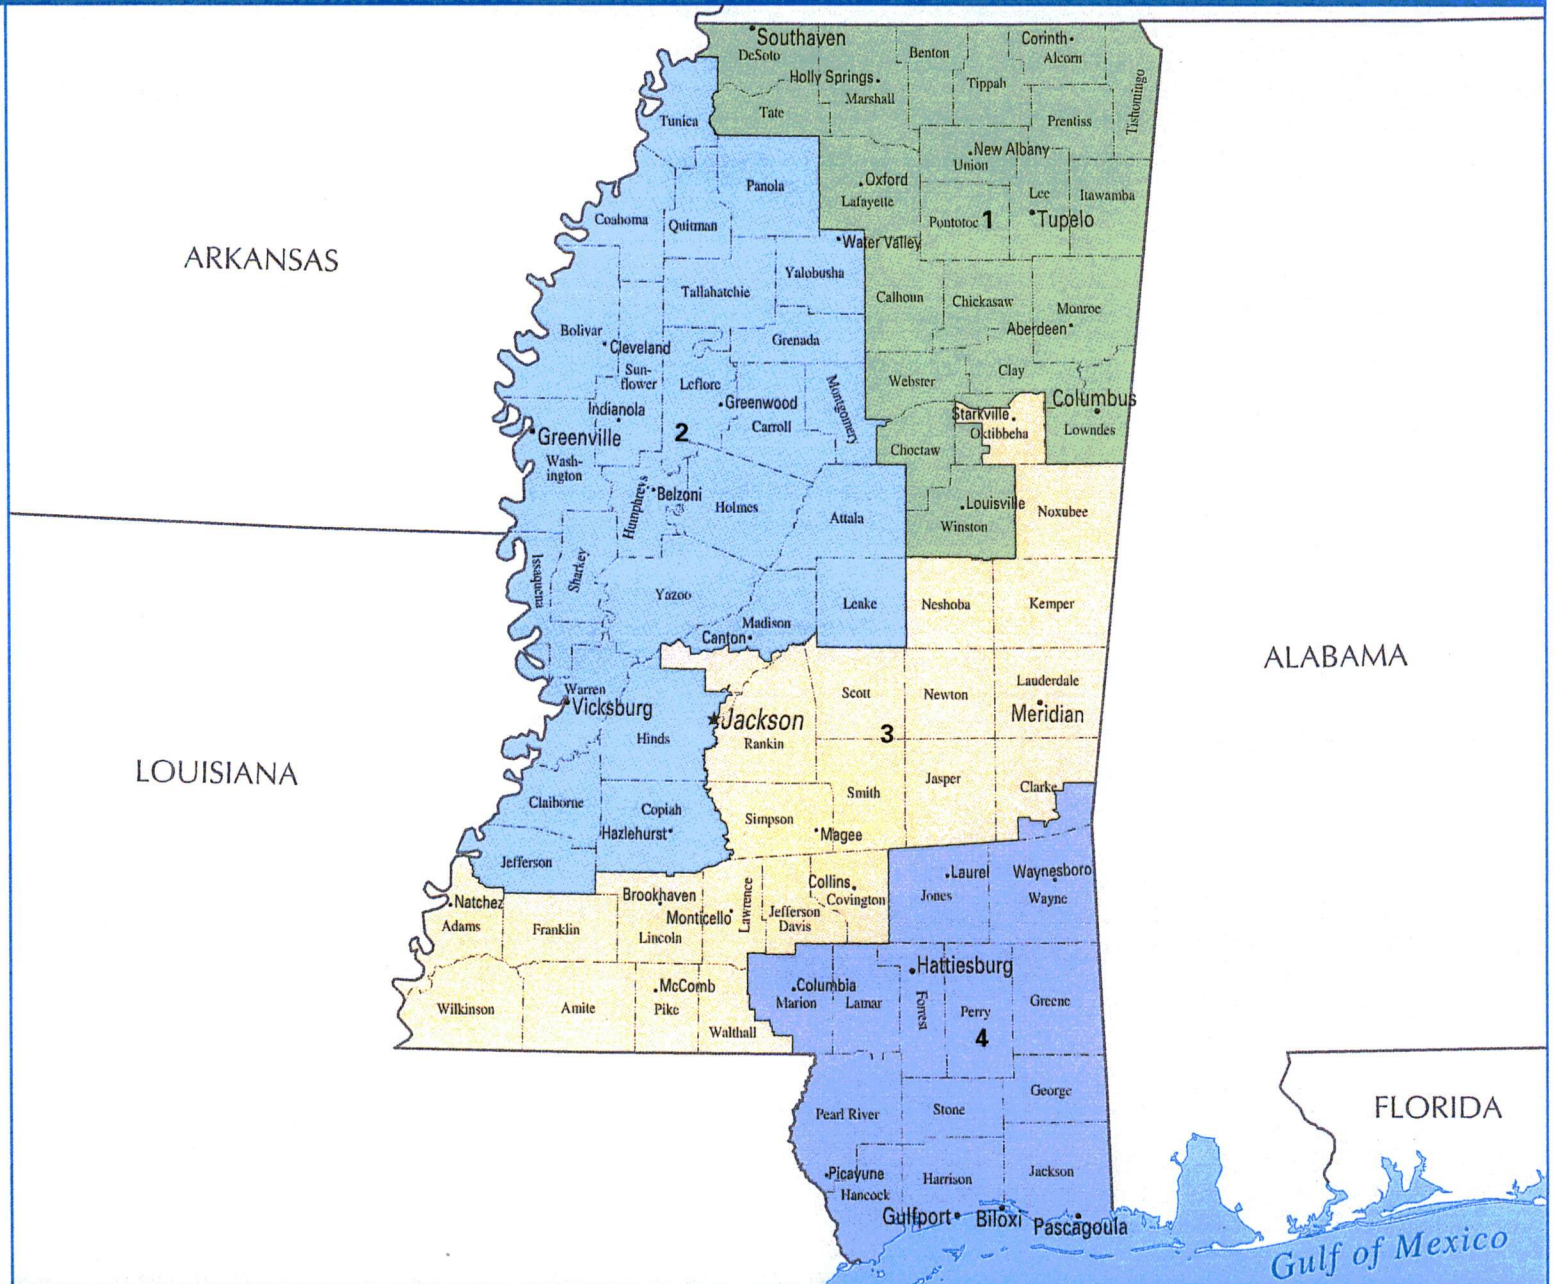 Southaven
DeSoto
Holly Springs
Marshall
Tate
Benton
Tippah
Corinth
Alcorn
Prentiss
Tishomingo
Tunica
Panola
New Albany
Union
Oxford
Lafayette
Lee
Itawamba
Pontotoc
1
Tupelo
Coahoma
Quitman
Water Valley
Yalobusha
Tallahatchie
Calhoun
Chickasaw
Monroe
Aberdeen
ARKANSAS
Bolivar
Cleveland
Sun-
flower
Leflore
Grenada
Montgomery
Webster
Clay
Columbus
Lowndes
Starkville
Oktibbeha
Indianola
Greenwood
Carroll
Greenville
2
Choctaw
Wash-
ington
Humphreys
Belzoni
Holmes
Attala
Louisville
Winston
Noxubee
Issaquena
Sharkey
Yazoo
Madison
Canton
Leake
Neshoba
Kemper
ALABAMA
Warren
Vicksburg
Hinds
Jackson
Rankin
Scott
Newton
Lauderdale
Meridian
3
LOUISIANA
Claiborne
Copiah
Hazlehurst
Simpson
Smith
Magee
Jasper
Clarke
Jefferson
Natchez
Adams
Franklin
Brookhaven
Monticello
Lincoln
Lawrence
Jefferson
Davis
Collins
Covington
Laurel
Jones
Waynesboro
Wayne
Wilkinson
Amite
McComb
Pike
Walthall
Columbia
Marion
Lamar
Hattiesburg
Forrest
Perry
4
Greene
George
Pearl River
Stone
FLORIDA
Picayune
Hancock
Harrison
Jackson
Gulfport
Biloxi
Pascagoula
Gulf of Mexico